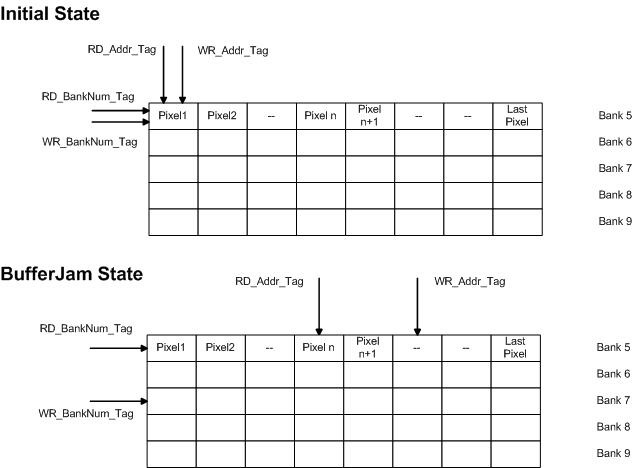 Initial State
RD_Addr_Tag WR_Addr_Tag
RD_BankNum_Tag
Pixel1 Pixel2 -- Pixel n Pixel n+1 -- -- Last Pixel Bank 5
WR_BankNum_Tag Bank 6
Bank 7
Bank 8
Bank 9
BufferJam State
RD_Addr_Tag WR_Addr_Tag
RD_BankNum_Tag
Pixel1 Pixel2 -- Pixel n Pixel n+1 -- -- Last Pixel Bank 5
Bank 6
Bank 7
WR_BankNum_Tag
Bank 8
Bank 9